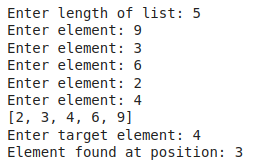 Enter length of list: 5
Enter element: 9
Enter element: 3
Enter element: 6
Enter element: 2
Enter element: 4
[2, 3, 4, 6, 9]
Enter target element: 4
Element found at position: 3